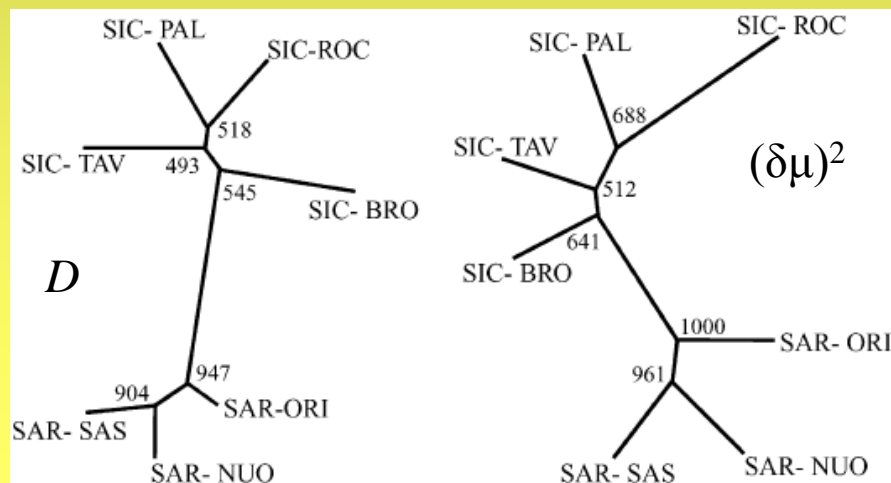 SIC- PAL
SIC-ROC
518
SIC- TAV
493
545
SIC- BRO
D
947
904
SAR-ORI
SAR- SAS
SAR- NUO
SIC- ROC
SIC- PAL
688
SIC- TAV
(δμ)²
512
641
SIC- BRO
1000
SAR- ORI
961
SAR- SAS
SAR- NUO